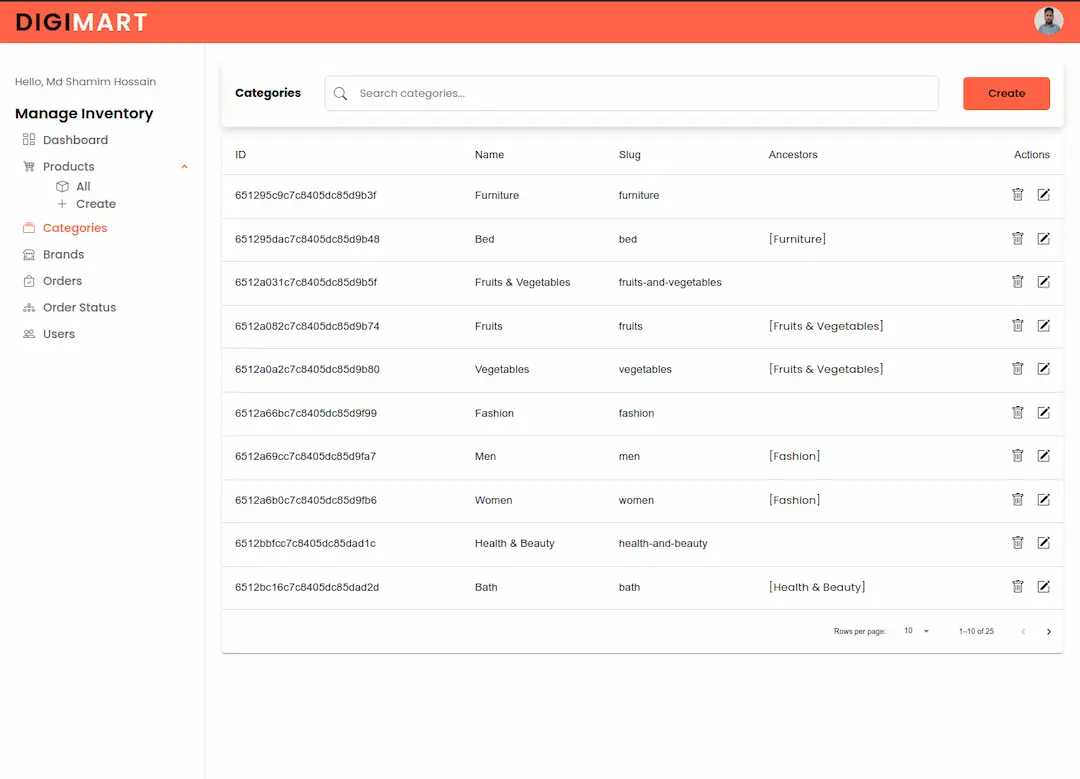 DIGIMART
Hello, Md Shamim Hossain
Manage Inventory
Dashboard
Products
All
Create
Categories
Brands
Orders
Order Status
Users
Categories Search categories... Create
ID Name Slug Ancestors Actions
651295c9c7c8405dc85d9b3f Furniture furniture
651295dac7c8405dc85d9b48 Bed bed [Furniture]
6512a031c7c8405dc85d9b5f Fruits & Vegetables fruits-and-vegetables
6512a082c7c8405dc85d9b74 Fruits fruits [Fruits & Vegetables]
6512a0a2c7c8405dc85d9b80 Vegetables vegetables [Fruits & Vegetables]
6512a66bc7c8405dc85d9f99 Fashion fashion
6512a69cc7c8405dc85d9fa7 Men men [Fashion]
6512a6b0c7c8405dc85d9fb6 Women women [Fashion]
6512bbfcc7c8405dc85dad1c Health & Beauty health-and-beauty
6512bc16c7c8405dc85dad2d Bath bath [Health & Beauty]
Rows per page: 10 1–10 of 25